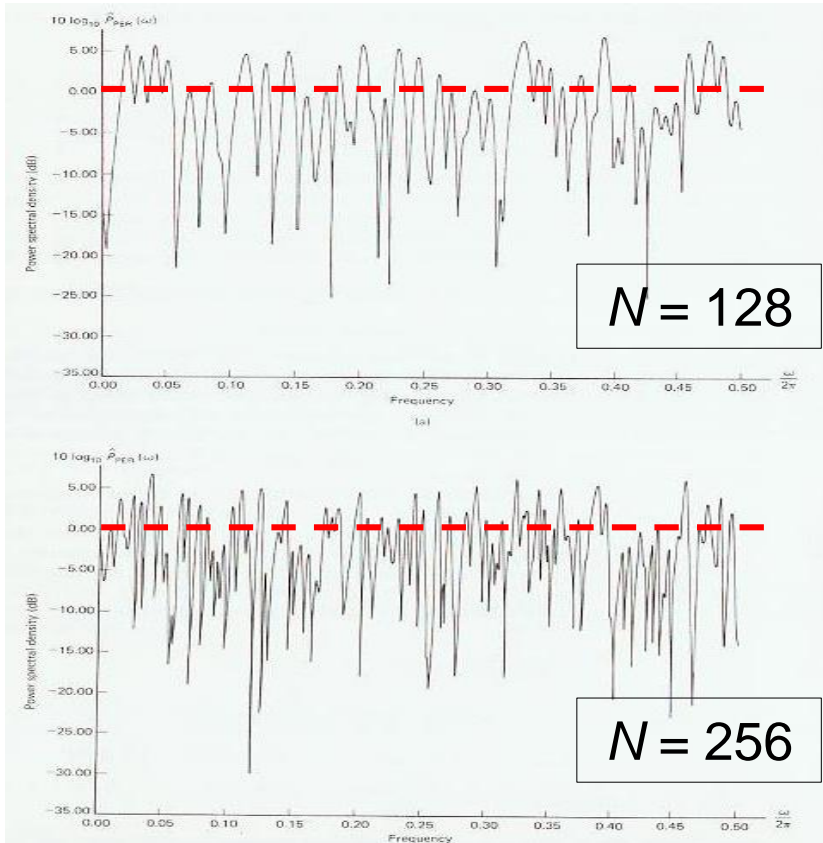 10 log₁₀ P̂PER (ω)
5.00
0.00
−5.00
−10.00
−15.00
−20.00
−25.00
−30.00
−35.00
Power spectral density (dB)
N = 128
0.00 0.05 0.10 0.15 0.20 0.25 0.30 0.35 0.40 0.45 0.50 ω/2π
Frequency
(a)
10 log₁₀ P̂PER (ω)
5.00
0.00
−5.00
−10.00
−15.00
−20.00
−25.00
−30.00
−35.00
Power spectral density (dB)
N = 256
0.00 0.05 0.10 0.15 0.20 0.25 0.30 0.35 0.40 0.45 0.50 ω/2π
Frequency